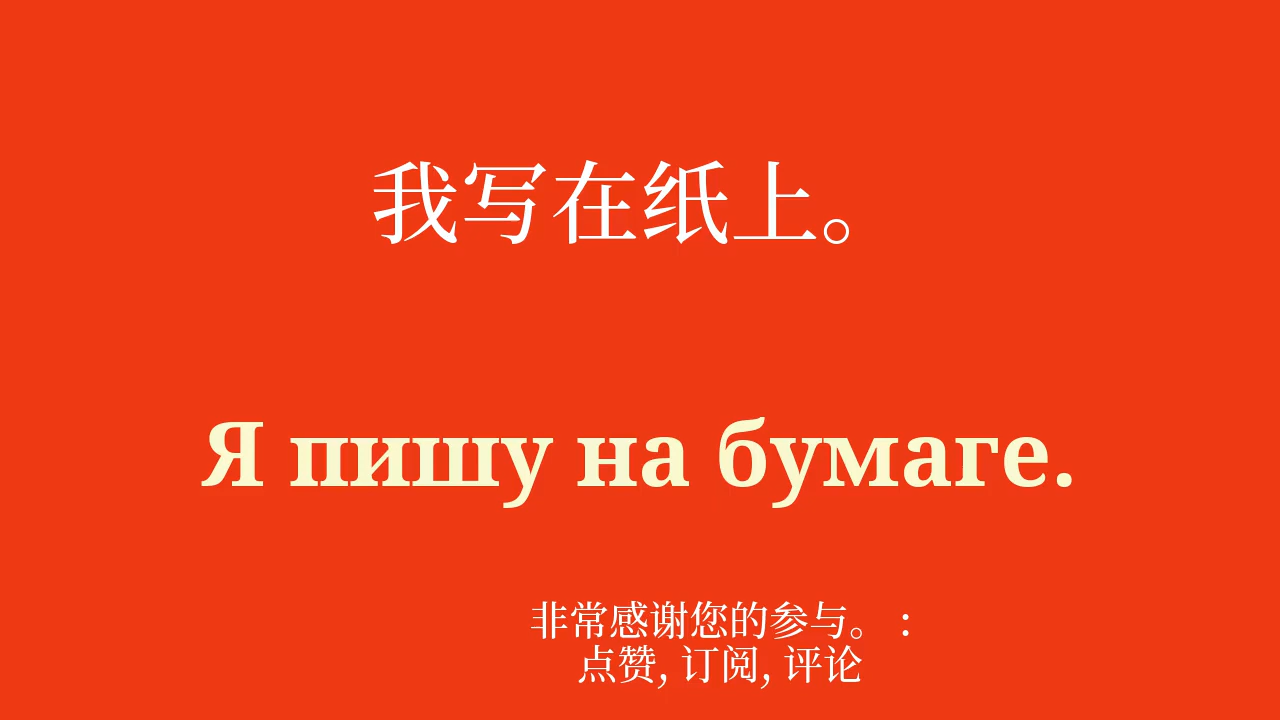 我写在纸上。
Я пишу на бумаге.
非常感谢您的参与。 :
点赞, 订阅, 评论